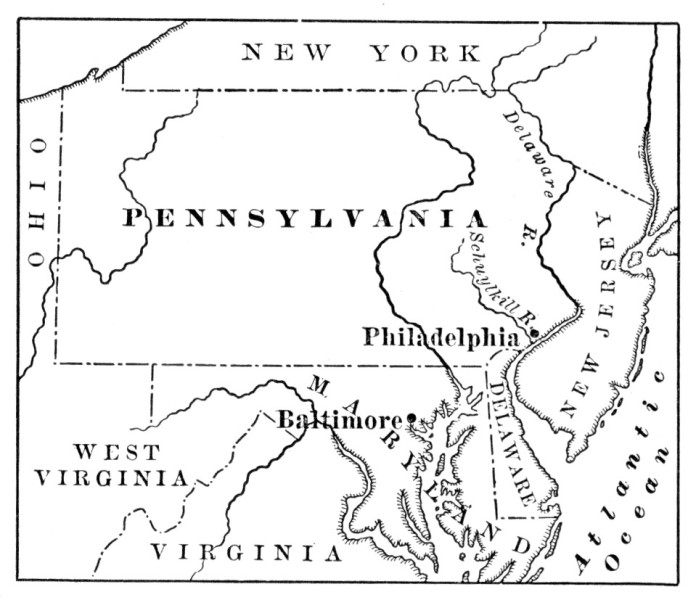 NEW YORK
OHIO
Delaware R.
PENNSYLVANIA
Schuylkill R.
NEW JERSEY
Philadelphia
MARYLAND
DELAWARE
Baltimore
Atlantic
Ocean
WEST
VIRGINIA
VIRGINIA